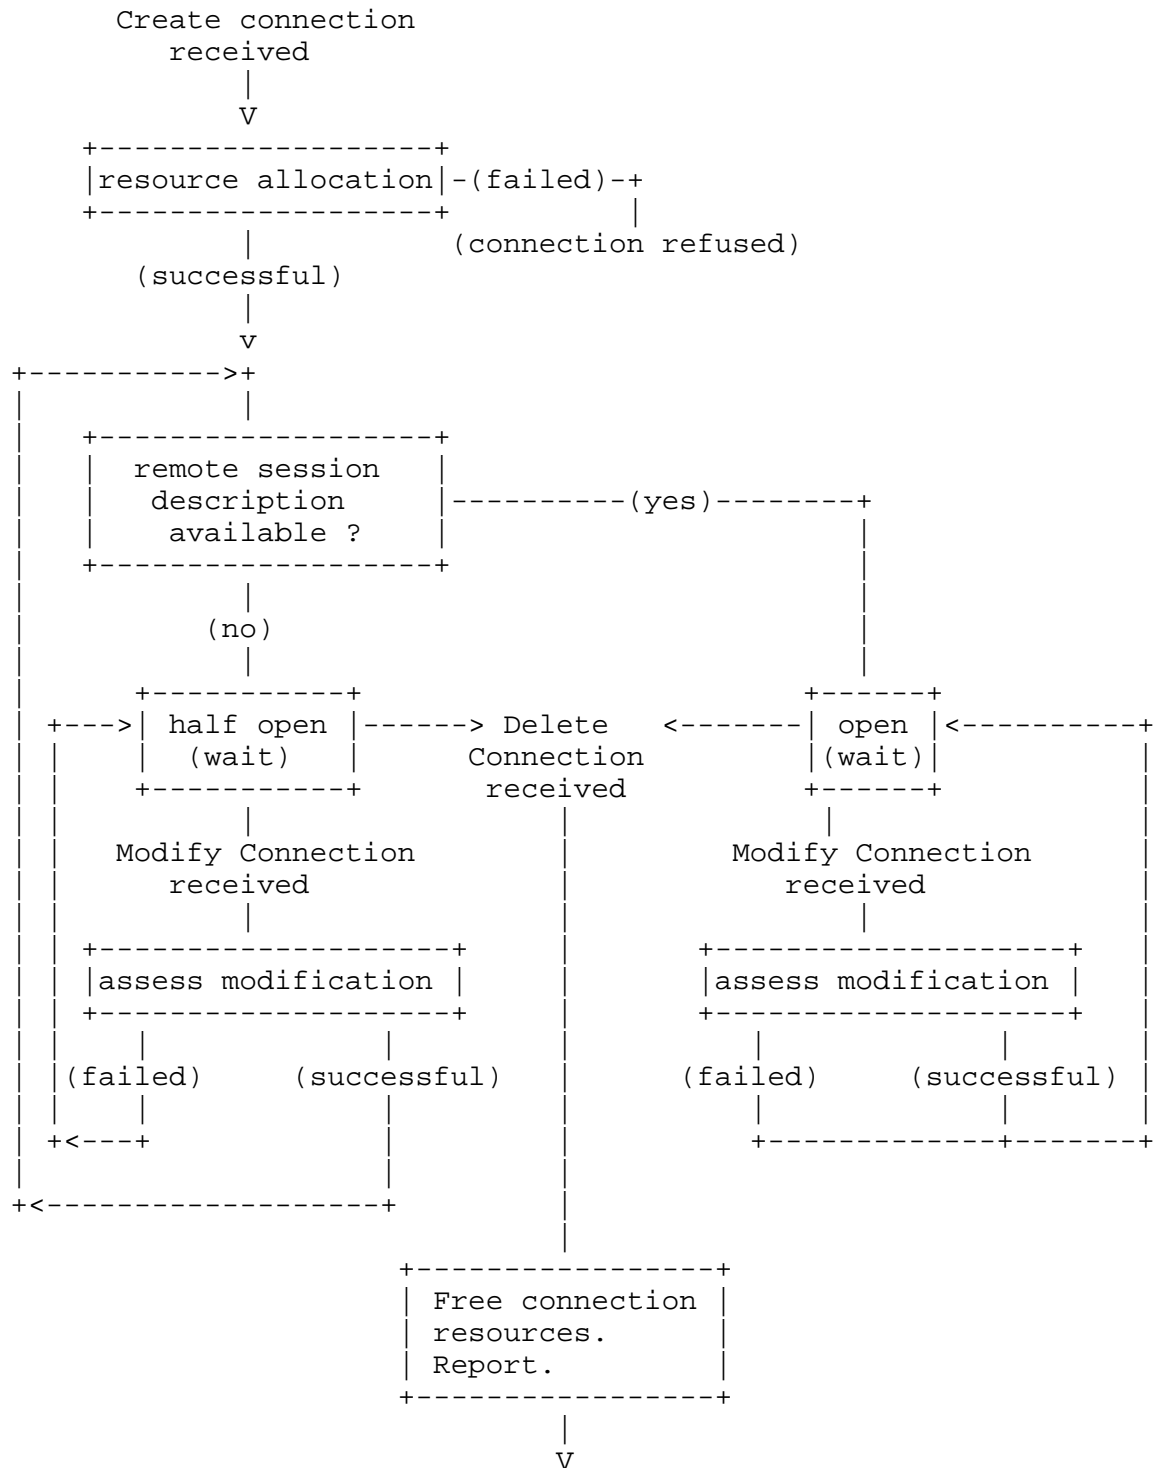 Create connection
received
|
V
+-------------------+
|resource allocation|-(failed)-+
+-------------------+ |
| (connection refused)
(successful)
|
v
+----------->+
| |
| +-------------------+
| | remote session |
| | description |----------(yes)--------+
| | available ? | |
| +-------------------+ |
| | |
| (no) |
| | |
| +-----------+ +------+
| +--->| half open |------> Delete <-------| open |<----------+
| | | (wait) | Connection |(wait)| |
| | +-----------+ received +------+ |
| | | | | |
| | Modify Connection | Modify Connection |
| | received | received |
| | | | | |
| | +--------------------+ | +--------------------+ |
| | |assess modification | | |assess modification | |
| | +--------------------+ | +--------------------+ |
| | | | | | | |
| |(failed) (successful) | (failed) (successful) |
| | | | | | | |
| +<---+ | | +-------------+-------+
| | |
+<-------------------+ |
|
+-----------------+
| Free connection |
| resources. |
| Report. |
+-----------------+
|
V